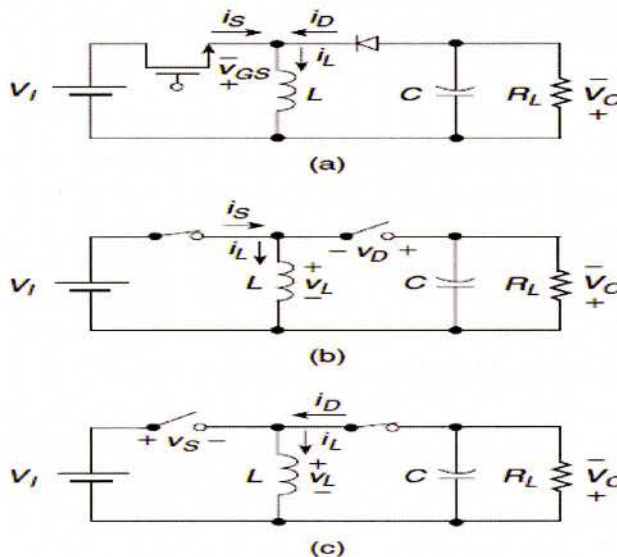 i_S i_D
i_L
V_I v_GS L C R_L V_O
− + − +
(a)
i_S
i_L − v_D +
V_I L + v_L − C R_L − V_O +
(b)
i_D
+ v_S − i_L
V_I L + v_L − C R_L − V_O +
(c)